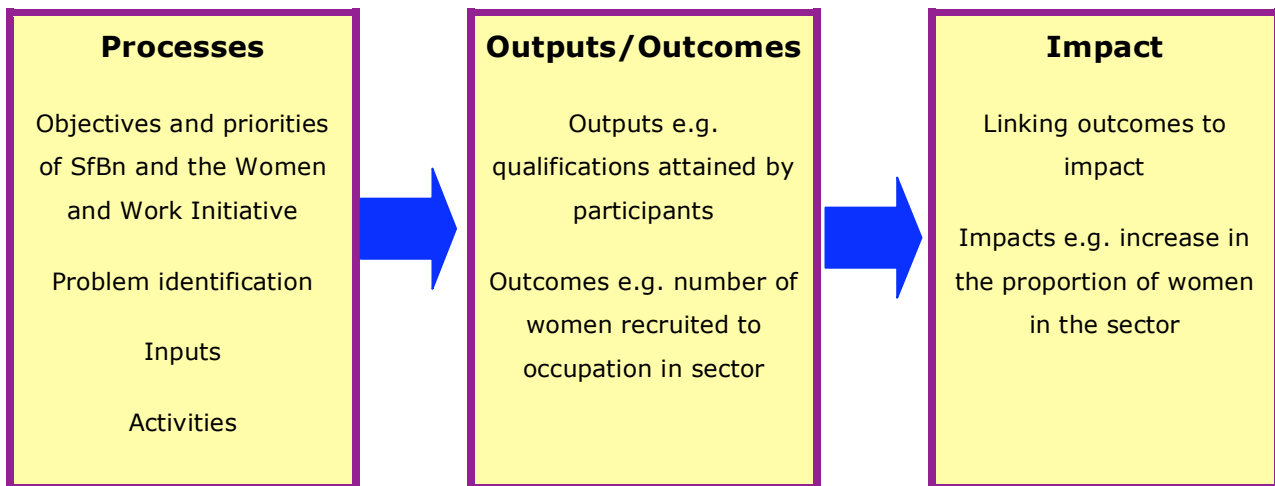 Processes
Objectives and priorities
of SfBn and the Women
and Work Initiative
Problem identification
Inputs
Activities
Outputs/Outcomes
Outputs e.g.
qualifications attained by
participants
Outcomes e.g. number of
women recruited to
occupation in sector
Impact
Linking outcomes to
impact
Impacts e.g. increase in
the proportion of women
in the sector